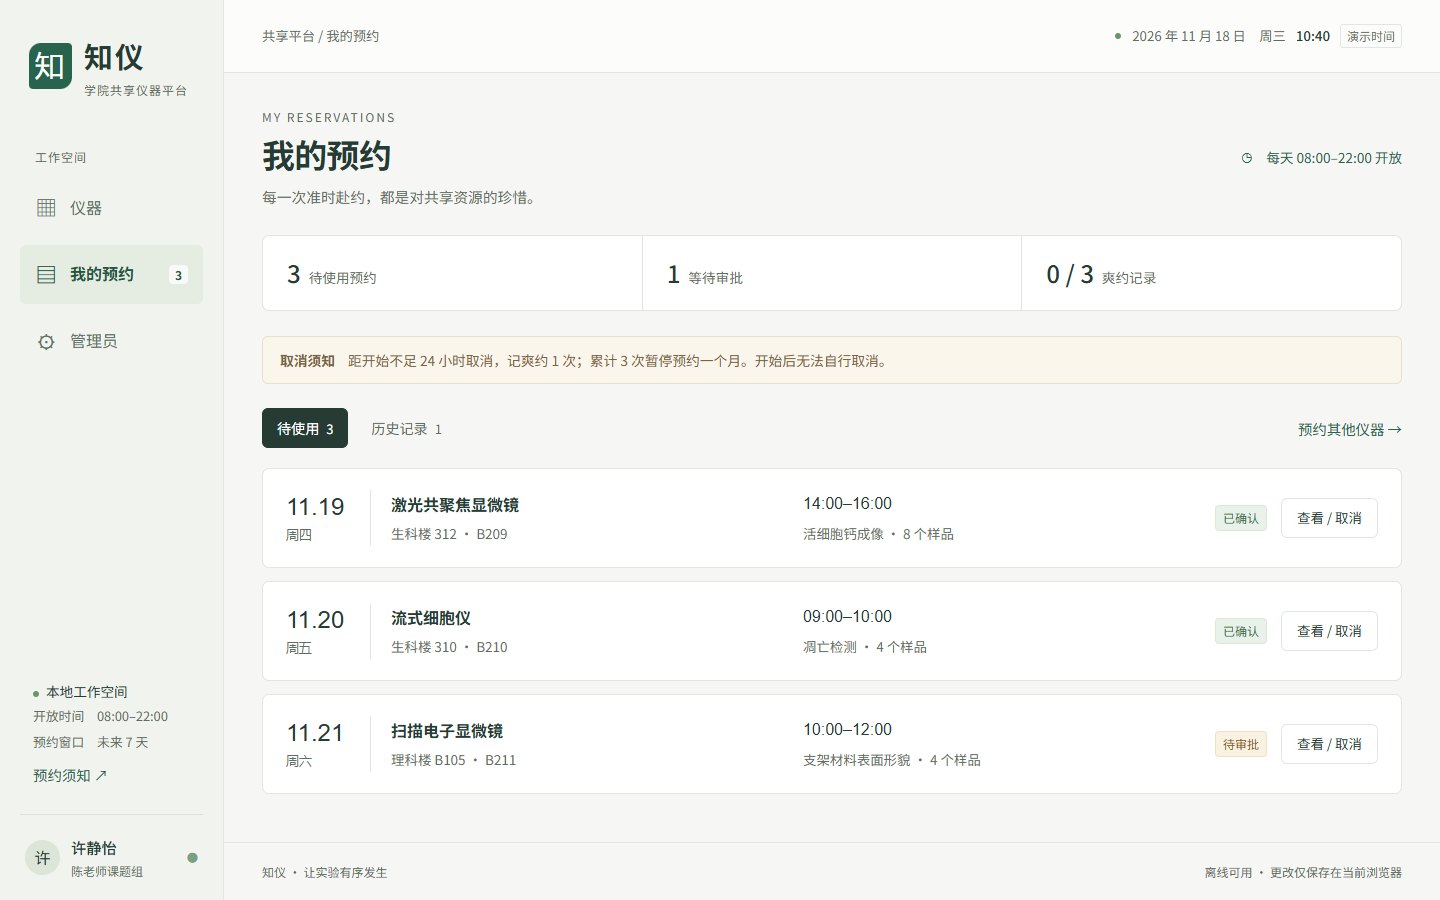 知 知仪
学院共享仪器平台
工作空间
仪器
我的预约 3
管理员
本地工作空间
开放时间 08:00–22:00
预约窗口 未来 7 天
预约须知 ↗
许 许静怡
陈老师课题组
共享平台 / 我的预约
2026 年 11 月 18 日 周三 10:40 演示时间
MY RESERVATIONS
我的预约
每天 08:00–22:00 开放
每一次准时赴约，都是对共享资源的珍惜。
3 待使用预约
1 等待审批
0 / 3 爽约记录
取消须知 距开始不足 24 小时取消，记爽约 1 次；累计 3 次暂停预约一个月。开始后无法自行取消。
待使用 3 历史记录 1 预约其他仪器 →
11.19 激光共聚焦显微镜 14:00–16:00
周四 生科楼 312 · B209 活细胞钙成像 · 8 个样品
已确认 查看 / 取消
11.20 流式细胞仪 09:00–10:00
周五 生科楼 310 · B210 凋亡检测 · 4 个样品
已确认 查看 / 取消
11.21 扫描电子显微镜 10:00–12:00
周六 理科楼 B105 · B211 支架材料表面形貌 · 4 个样品
待审批 查看 / 取消
知仪 · 让实验有序发生 离线可用 · 更改仅保存在当前浏览器